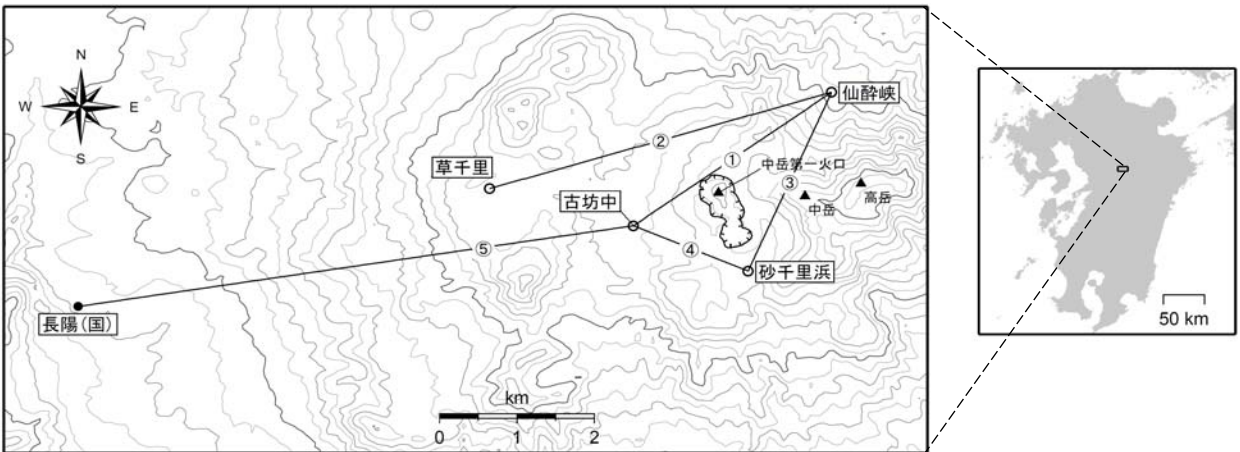 N
W E
S
仙酔峡
②
草千里
①
中岳第一火口
③
古坊中
中岳
高岳
⑤
④
砂千里浜
長陽(国)
km
0 1 2
50 km